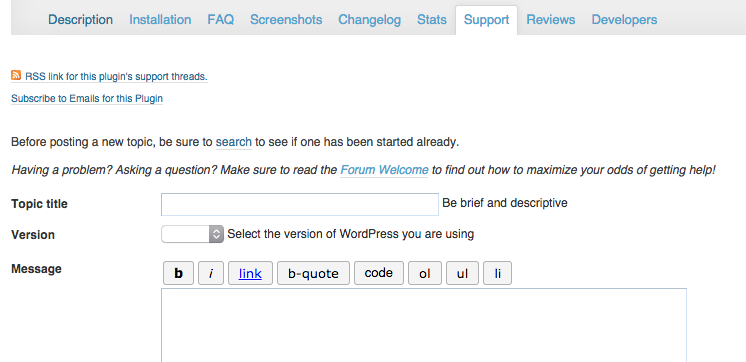 Description Installation FAQ Screenshots Changelog Stats Support Reviews Developers
RSS link for this plugin's support threads.
Subscribe to Emails for this Plugin
Before posting a new topic, be sure to search to see if one has been started already.
Having a problem? Asking a question? Make sure to read the Forum Welcome to find out how to maximize your odds of getting help!
Topic title Be brief and descriptive
Version Select the version of WordPress you are using
Message b i link b-quote code ol ul li